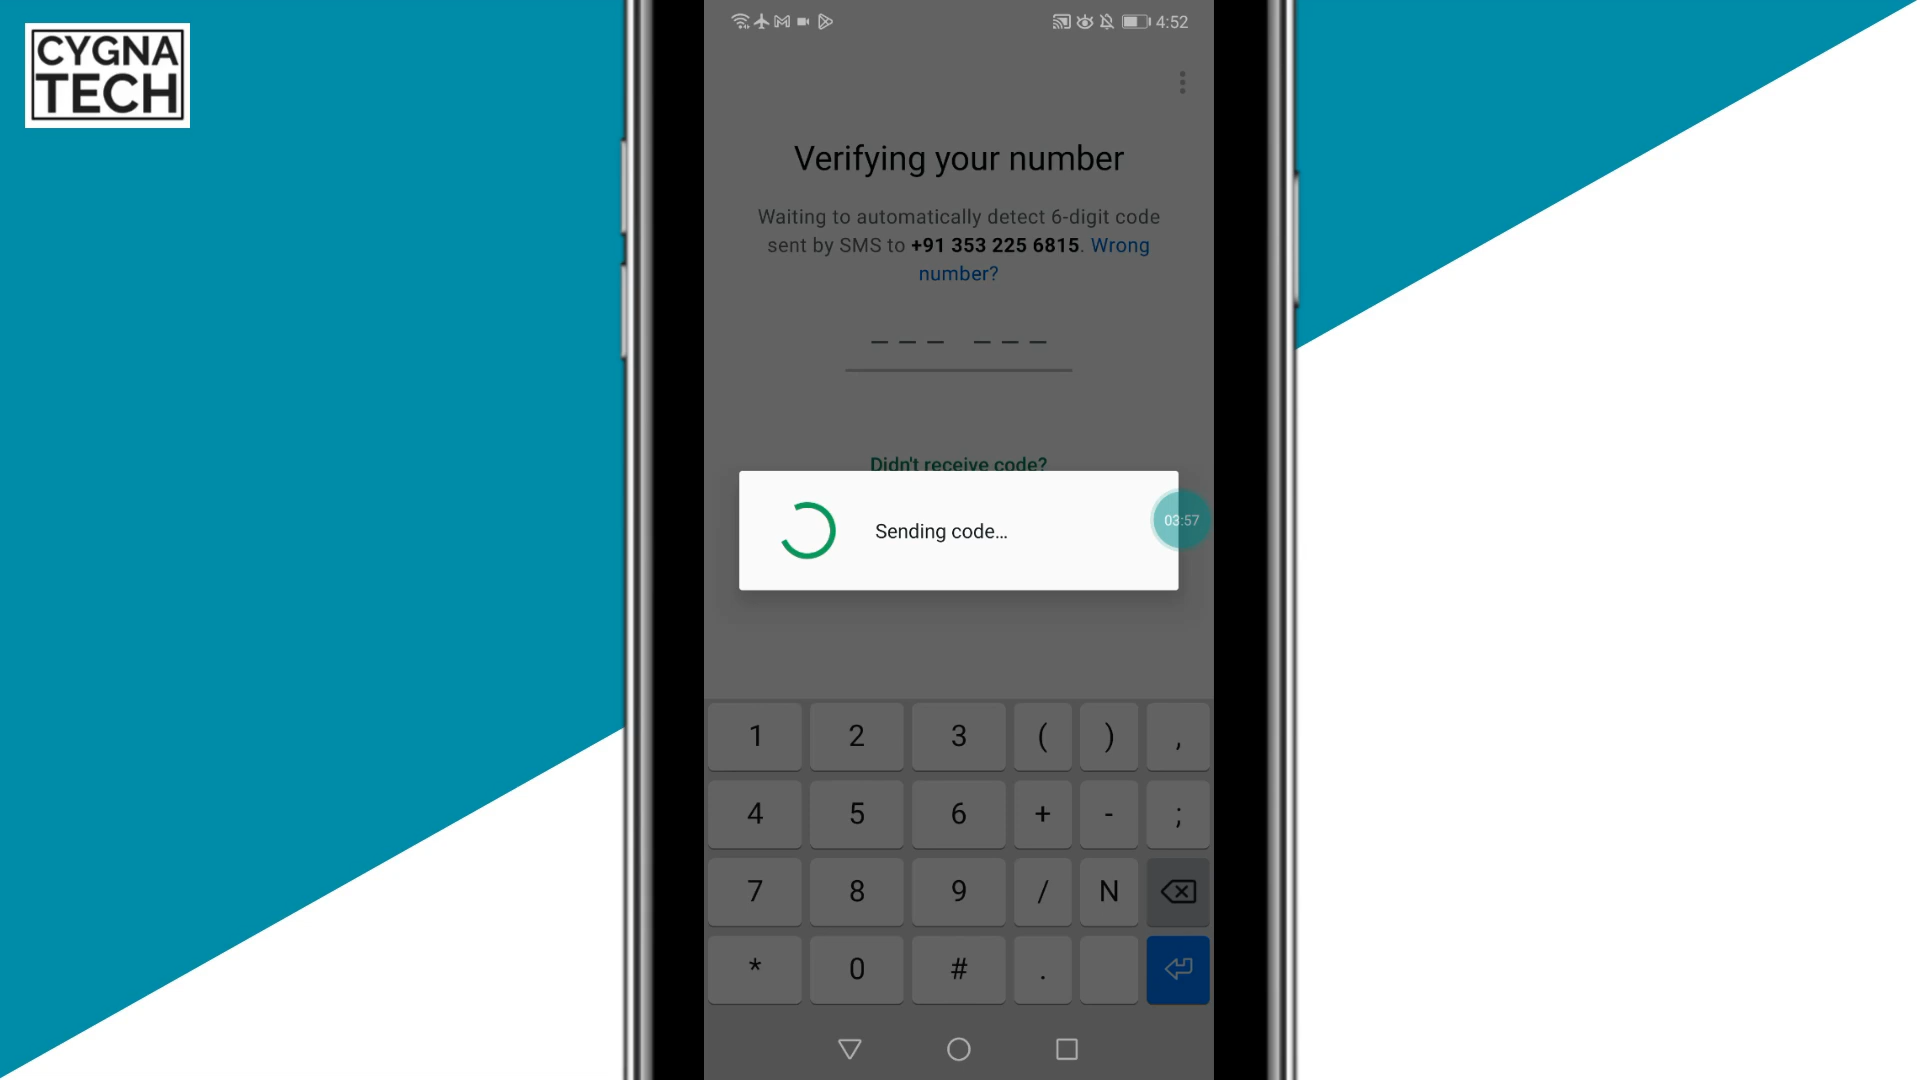 CYGNA
TECH
4:52
Verifying your number
Waiting to automatically detect 6-digit code
sent by SMS to +91 353 225 6815. Wrong
number?
Didn't receive code?
Sending code...
03:57
1 2 3 ( ) ,
4 5 6 + - ;
7 8 9 / N
* 0 # .